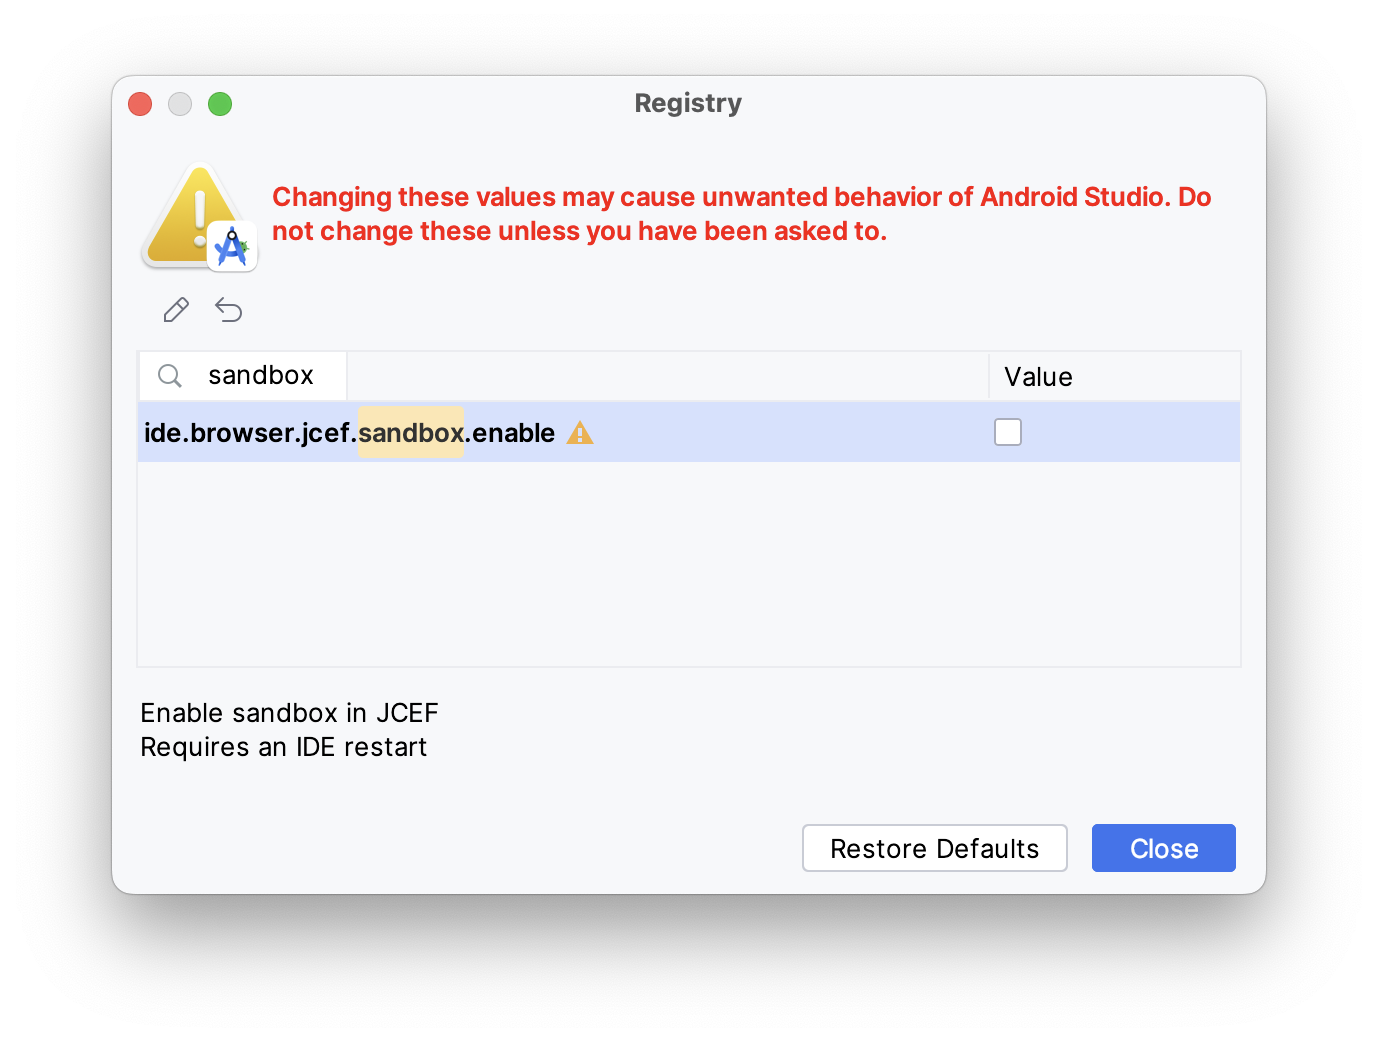 Registry
Changing these values may cause unwanted behavior of Android Studio. Do
not change these unless you have been asked to.
sandbox
Value
ide.browser.jcef.sandbox.enable
Enable sandbox in JCEF
Requires an IDE restart
Restore Defaults
Close